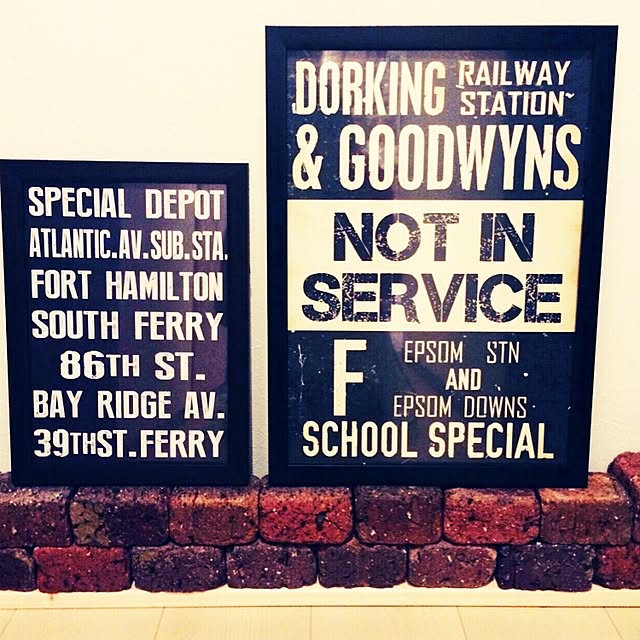 SPECIAL DEPOT
ATLANTIC.AV.SUB.STA.
FORT HAMILTON
SOUTH FERRY
86TH ST.
BAY RIDGE AV.
39THST.FERRY
DORKING RAILWAY STATION
& GOODWYNS
NOT IN
SERVICE
F EPSOM STN
AND
EPSOM DOWNS
SCHOOL SPECIAL